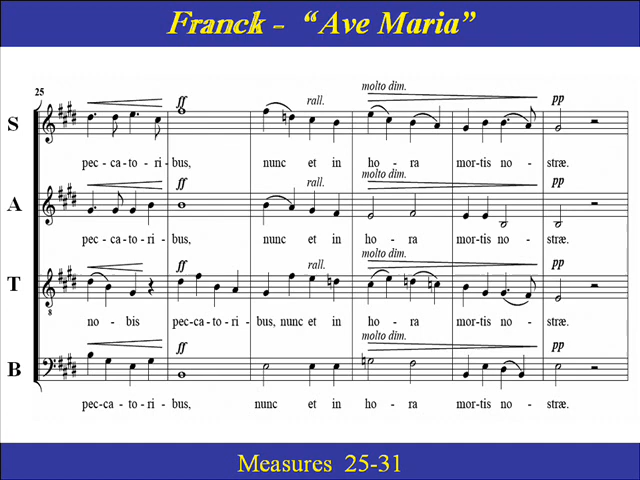 Franck - “Ave Maria”
25
ff rall. molto dim. pp
S
pec-ca-to-ri-bus, nunc et in ho-ra mor-tis no-stræ.
ff rall. molto dim. pp
A
pec-ca-to-ri-bus, nunc et in ho-ra mor-tis no-stræ.
ff rall. molto dim. pp
T
8
no-bis pec-ca-to-ri-bus, nunc et in ho-ra mor-tis no-stræ.
ff molto dim. pp
B
pec-ca-to-ri-bus, nunc et in ho-ra mor-tis no-stræ.
Measures 25-31